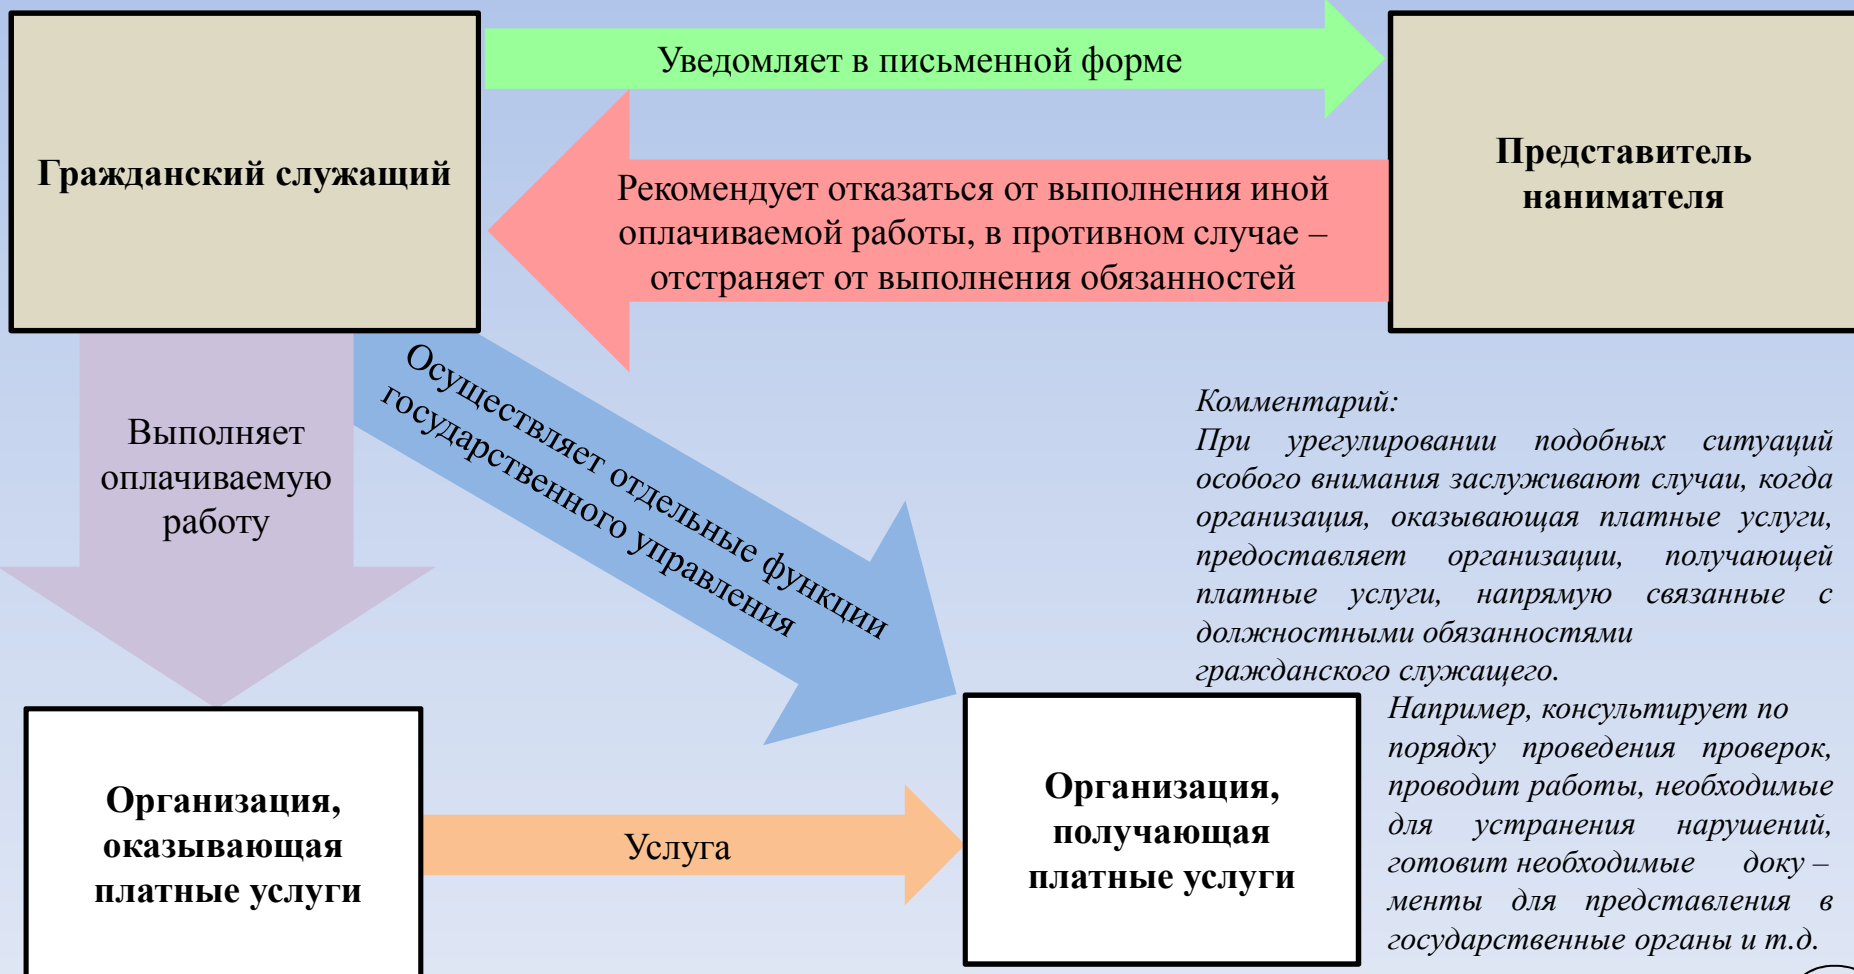 Уведомляет в письменной форме
Гражданский служащий
Представитель
нанимателя
Рекомендует отказаться от выполнения иной
оплачиваемой работы, в противном случае –
отстраняет от выполнения обязанностей
Осуществляет отдельные функции
государственного управления
Выполняет
оплачиваемую
работу
Комментарий:
При урегулировании подобных ситуаций
особого внимания заслуживают случаи, когда
организация, оказывающая платные услуги,
предоставляет организации, получающей
платные услуги, напрямую связанные с
должностными обязанностями
гражданского служащего.
Например, консультирует по
порядку проведения проверок,
проводит работы, необходимые
для устранения нарушений,
готовит необходимые доку –
менты для представления в
государственные органы и т.д.
Организация,
оказывающая
платные услуги
Услуга
Организация,
получающая
платные услуги